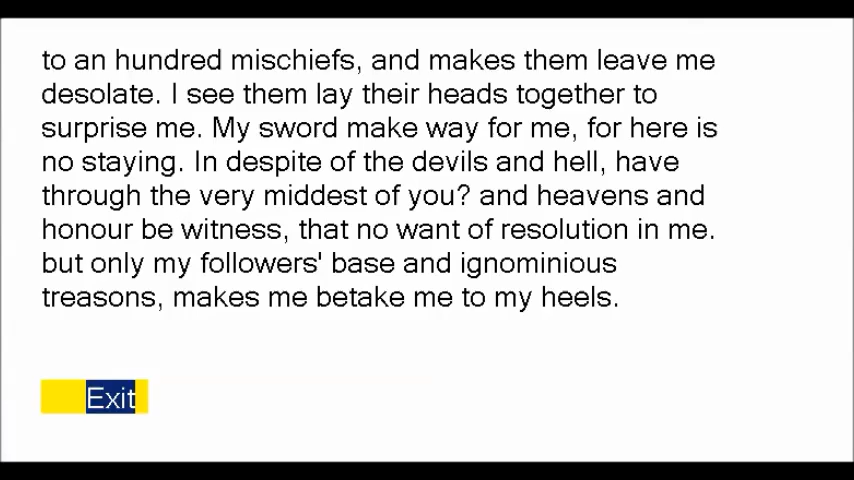 to an hundred mischiefs, and makes them leave me
desolate. I see them lay their heads together to
surprise me. My sword make way for me, for here is
no staying. In despite of the devils and hell, have
through the very middest of you? and heavens and
honour be witness, that no want of resolution in me.
but only my followers' base and ignominious
treasons, makes me betake me to my heels.
Exit